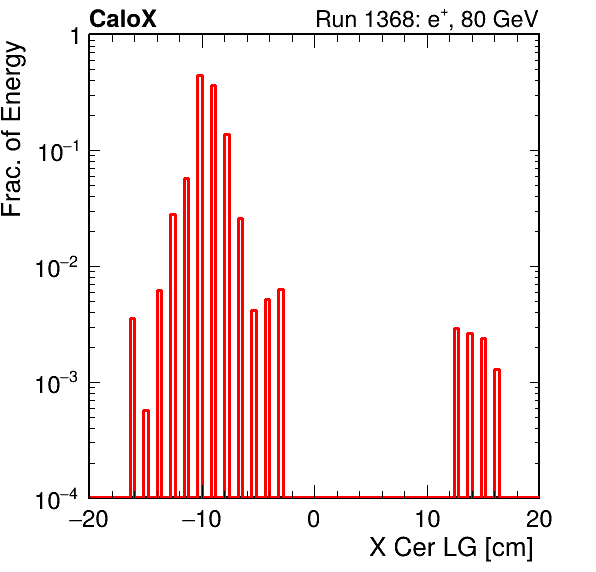 CaloX Run 1368: e⁺, 80 GeV
Frac. of Energy
1
10⁻¹
10⁻²
10⁻³
10⁻⁴
−20 −10 0 10 20
X Cer LG [cm]